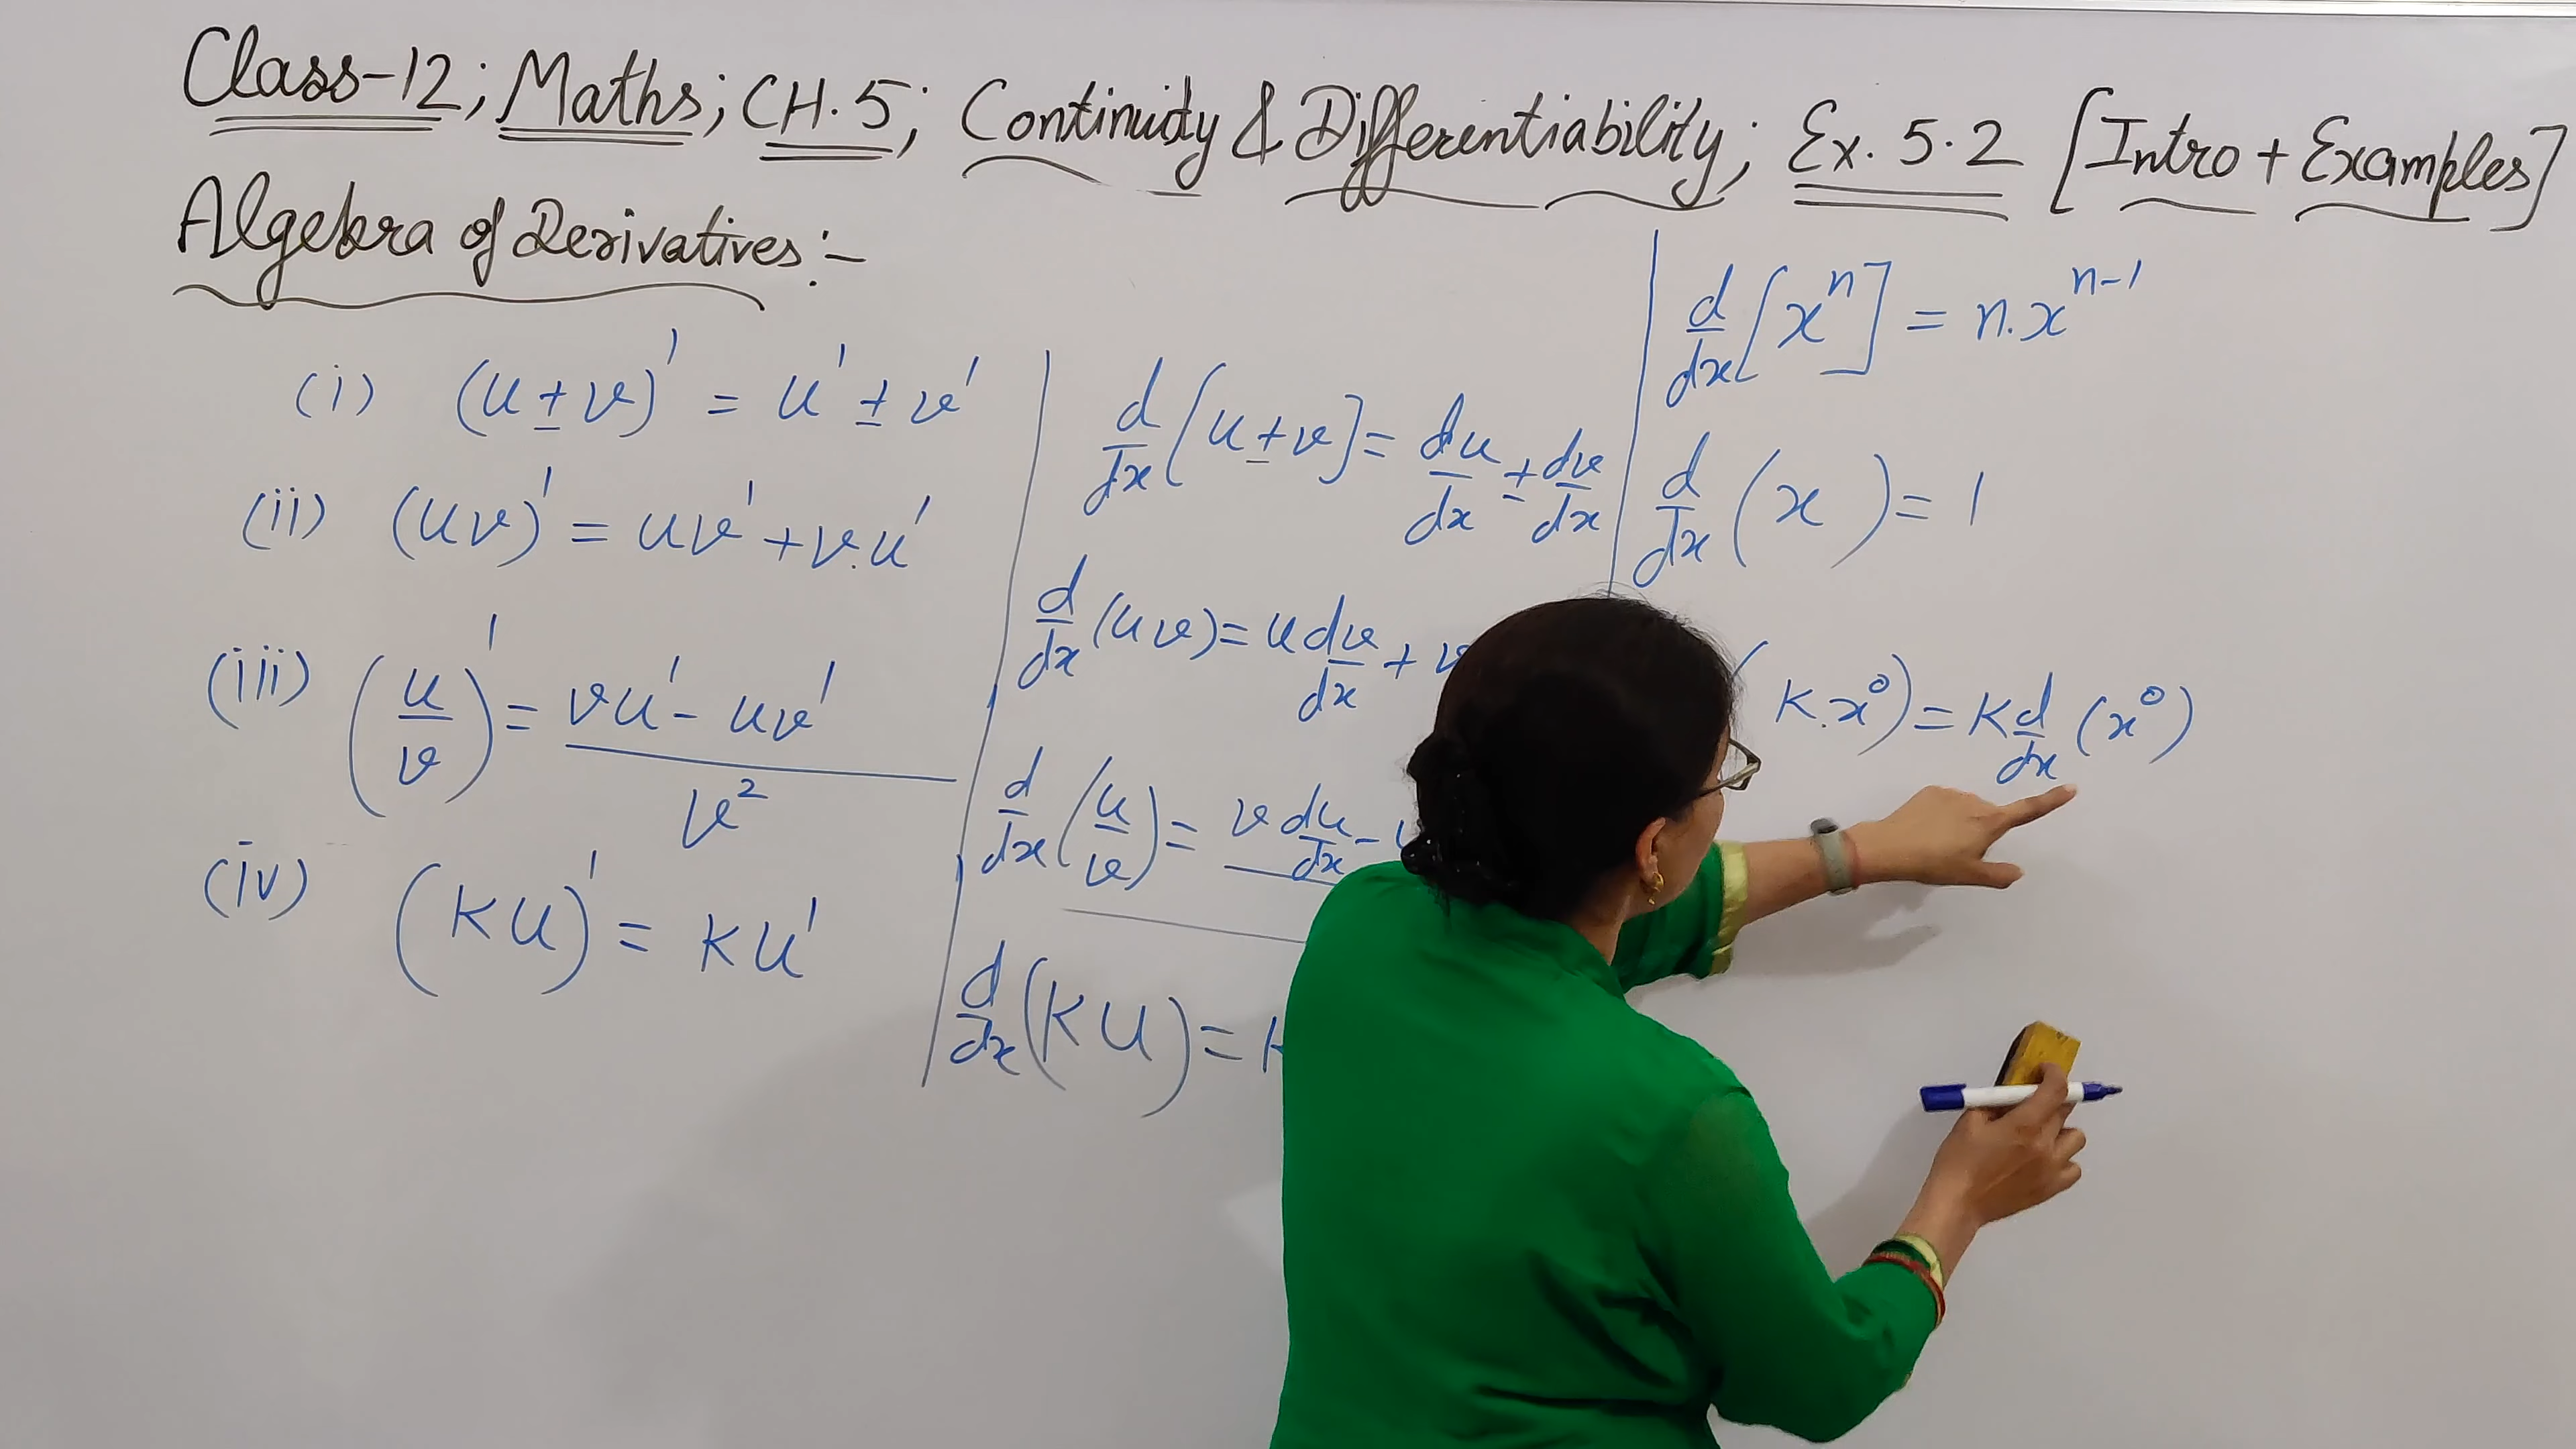 Class-12; Maths; CH.5; Continuity & Differentiability; Ex. 5.2 [Intro + Examples]
Algebra of Derivatives:-
(i) (u ± v)' = u' ± v'
(ii) (uv)' = uv' + v.u'
(iii) (u/v)' = (vu' - uv')/v²
(iv) (KU)' = KU'
d/dx [u ± v] = du/dx ± dv/dx
d/dx (uv) = u dv/dx + v
d/dx (u/v) = v du/dx -
d/dx (KU) = K
d/dx [xⁿ] = n.xⁿ⁻¹
d/dx (x) = 1
(K.x⁰) = K d/dx (x⁰)